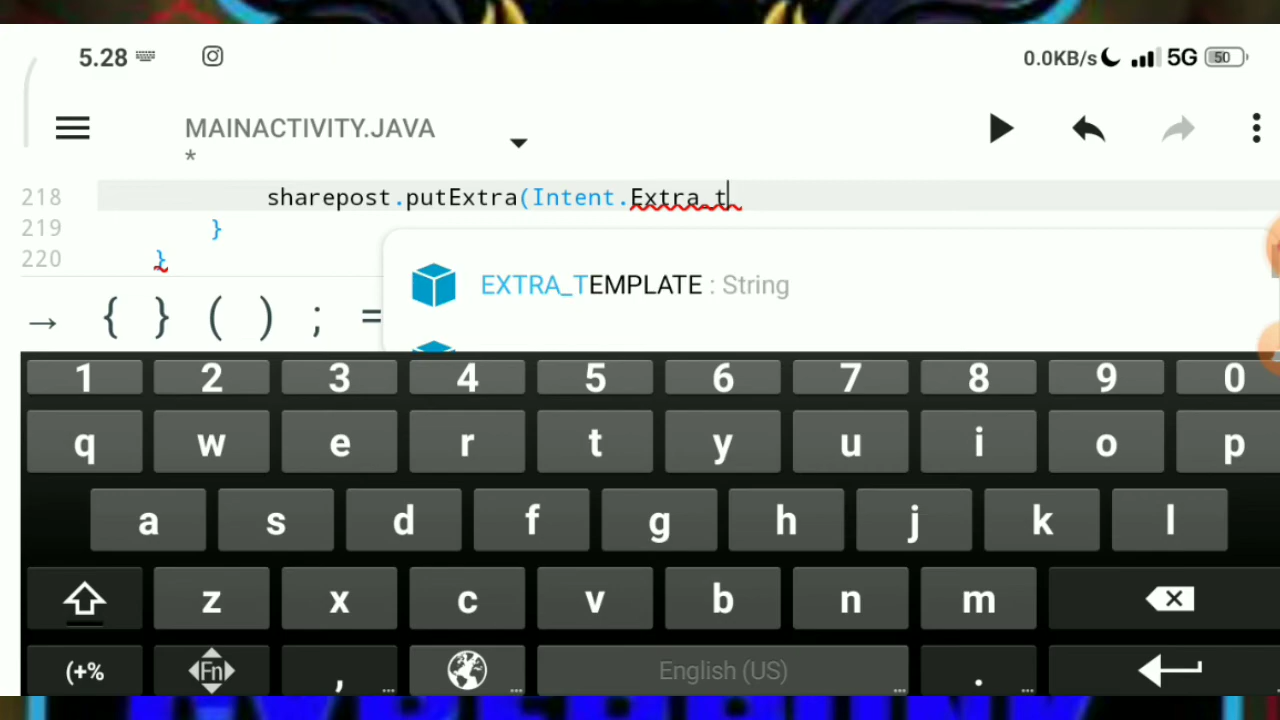 5.28
0.0KB/s 5G 50
MAINACTIVITY.JAVA
*
218 sharepost.putExtra(Intent.Extra_t
219 }
220 }
EXTRA_TEMPLATE : String
→ { } ( ) ; =
1 2 3 4 5 6 7 8 9 0
q w e r t y u i o p
a s d f g h j k l
z x c v b n m
(+% Fn , ... ... English (US) ... . ...